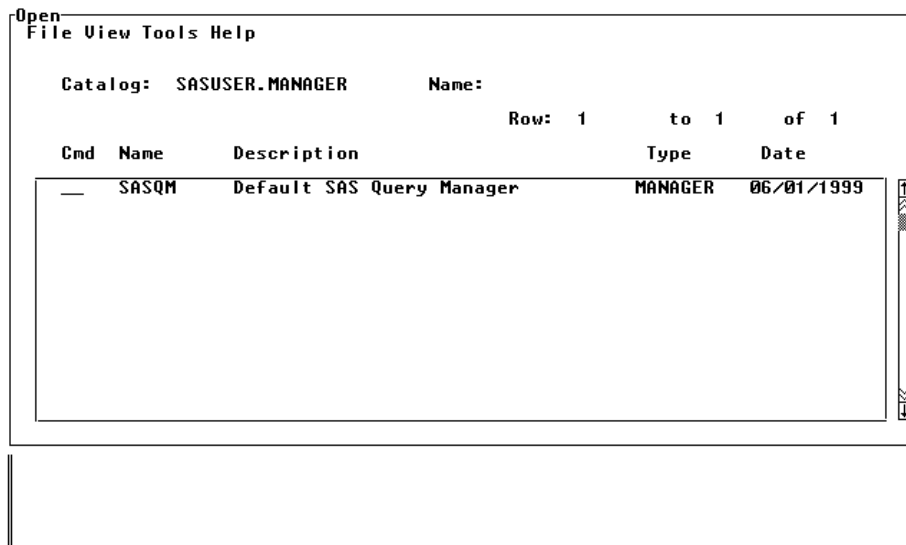 Open
File View Tools Help
Catalog: SASUSER.MANAGER Name:
Row: 1 to 1 of 1
Cmd Name Description Type Date
__ SASQM Default SAS Query Manager MANAGER 06/01/1999